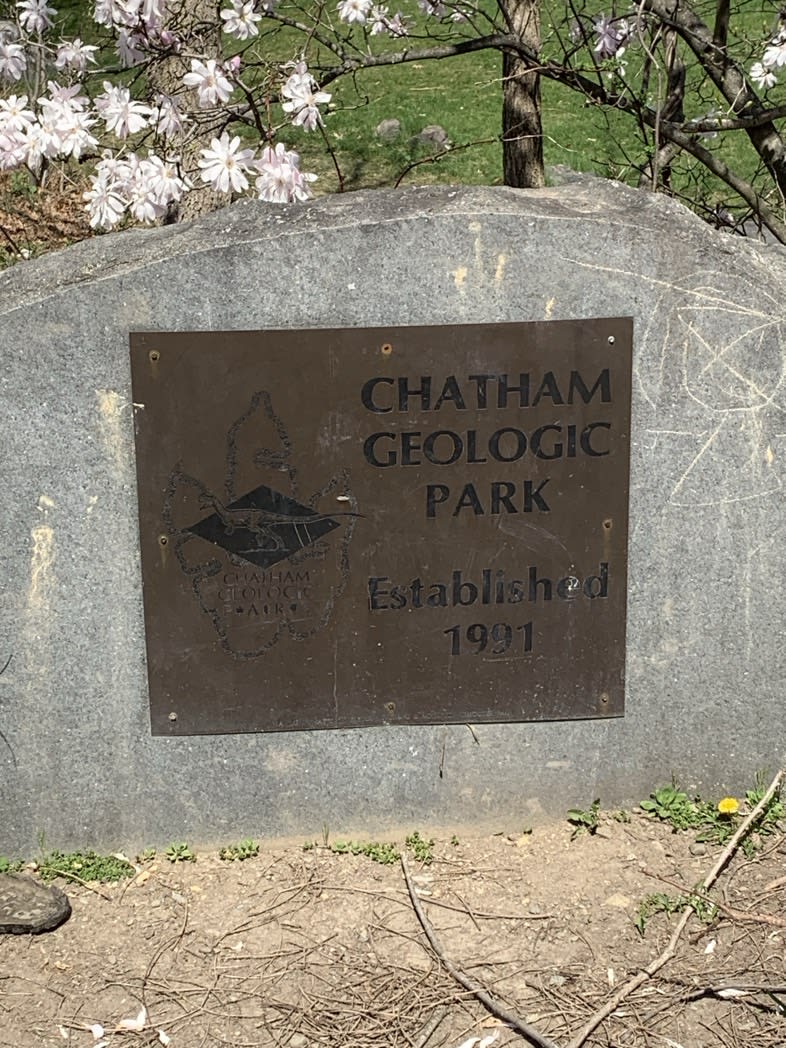 CHATHAM
GEOLOGIC
PARK
Established
1991
CHATHAM
GEOLOGIC
PARK